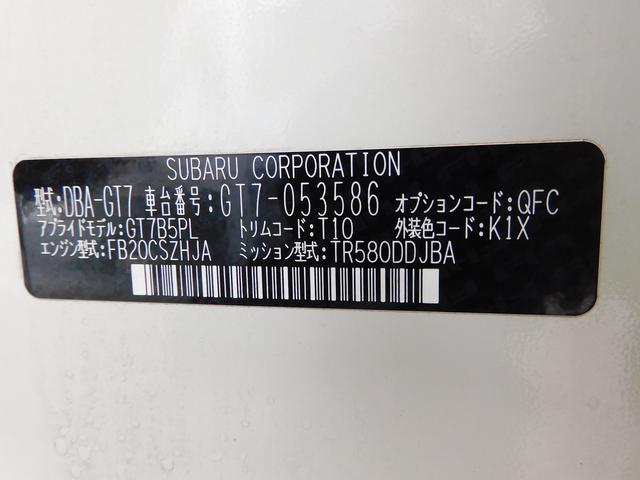 SUBARU CORPORATION
型式:DBA-GT7 車台番号:GT7-053586 オプションコード:QFC
アプライドモデル:GT7B5PL トリムコード:T10 外装色コード:K1X
エンジン型式:FB20CSZHJA ミッション型式:TR580DDJBA